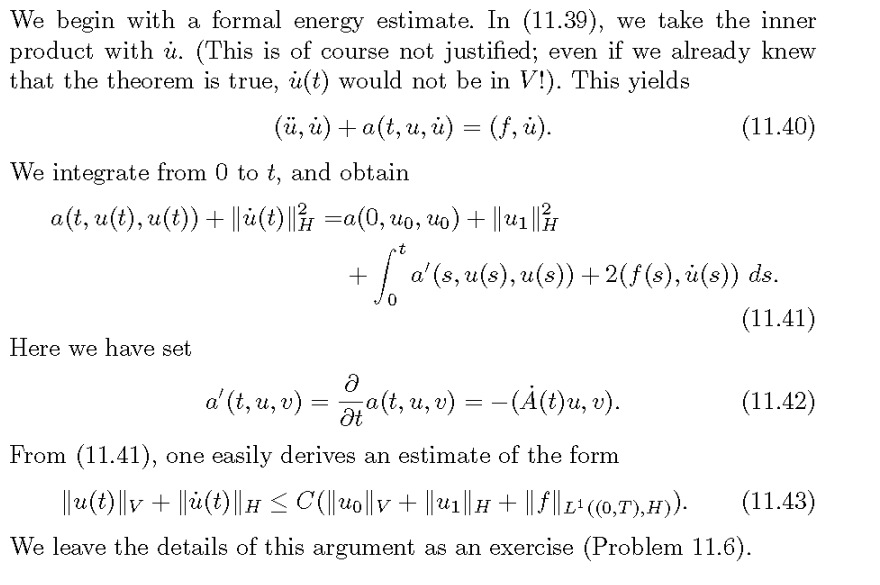 We begin with a formal energy estimate. In (11.39), we take the inner
product with u̇. (This is of course not justified; even if we already knew
that the theorem is true, u̇(t) would not be in V!). This yields
(ü, u̇) + a(t, u, u̇) = (f, u̇). (11.40)
We integrate from 0 to t, and obtain
a(t, u(t), u(t)) + ‖u̇(t)‖²_H =a(0, u₀, u₀) + ‖u₁‖²_H
+ ∫₀ᵗ a′(s, u(s), u(s)) + 2(f(s), u̇(s)) ds.
(11.41)
Here we have set
a′(t, u, v) = ∂/∂t a(t, u, v) = −(Ȧ(t)u, v). (11.42)
From (11.41), one easily derives an estimate of the form
‖u(t)‖_V + ‖u̇(t)‖_H ≤ C(‖u₀‖_V + ‖u₁‖_H + ‖f‖_{L¹((0,T),H)}). (11.43)
We leave the details of this argument as an exercise (Problem 11.6).